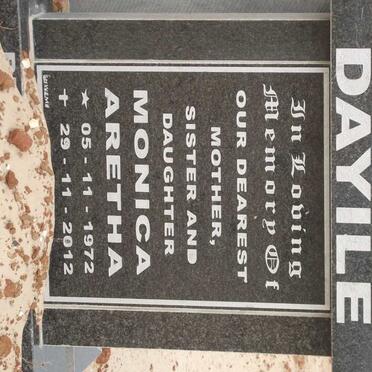 DAYILE
In Loving
Memory Of
OUR DEAREST
MOTHER,
SISTER AND
DAUGHTER
MONICA
ARETHA
★ 05 - 11 - 1972
✝ 29 - 11 - 2012